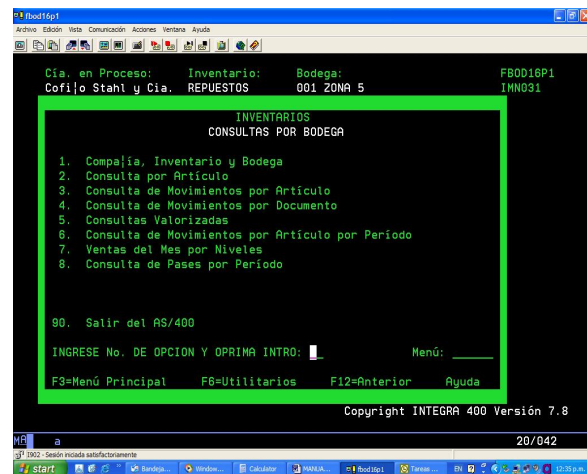 fbod16p1
Archivo Edición Vista Comunicación Acciones Ventana Ayuda
Cía. en Proceso: Inventario: Bodega: FBOD16P1
Cofi¦o Stahl y Cia. REPUESTOS 001 ZONA 5 IMN031
INVENTARIOS
CONSULTAS POR BODEGA
1. Compa¦ía, Inventario y Bodega
2. Consulta por Artículo
3. Consulta de Movimientos por Artículo
4. Consulta de Movimientos por Documento
5. Consultas Valorizadas
6. Consulta de Movimientos por Artículo por Período
7. Ventas del Mes por Niveles
8. Consulta de Pases por Período
90. Salir del AS/400
INGRESE No. DE OPCION Y OPRIMA INTRO: Menú:
F3=Menú Principal F6=Utilitarios F12=Anterior Ayuda
Copyright INTEGRA 400 Versión 7.8
MA a 20/042
I902 - Sesión iniciada satisfactoriamente
start Bandeja... Window... Calculator MANUA... fbod16p1 Tareas ... EN 12:35 p.m.